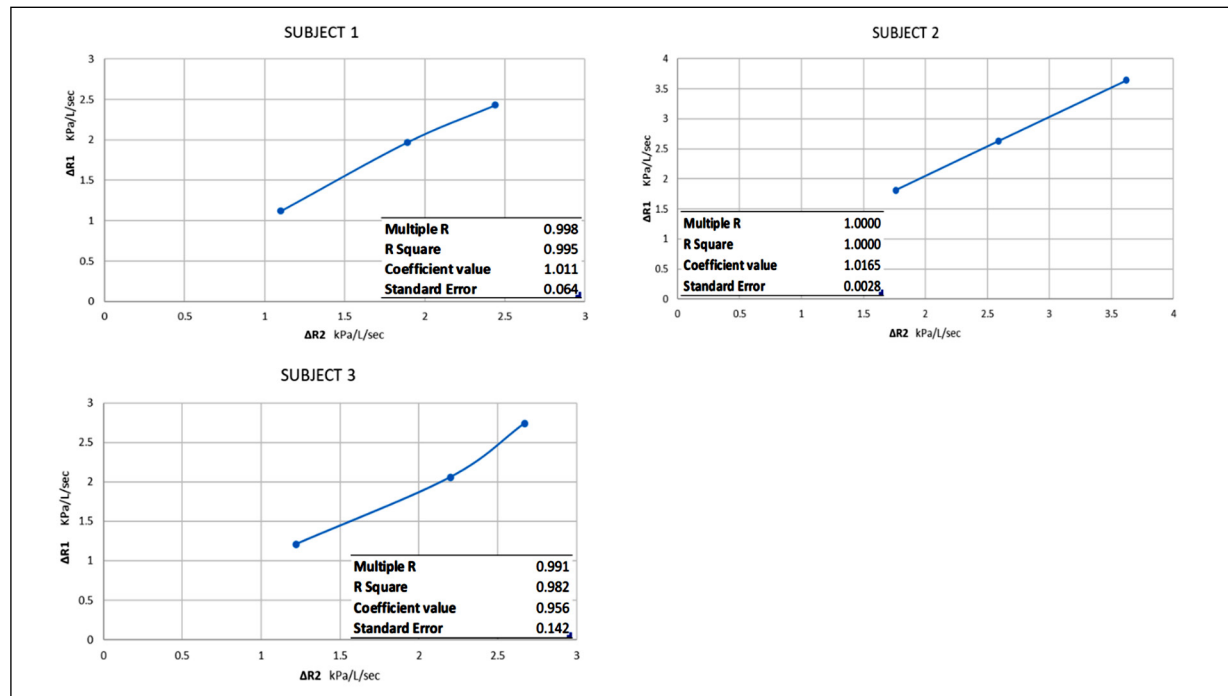 SUBJECT 1
3
2.5
2
1.5
1
0.5
0
ΔR1 KPa/L/sec
Multiple R 0.998
R Square 0.995
Coefficient value 1.011
Standard Error 0.064
0 0.5 1 1.5 2 2.5 3
ΔR2 kPa/L/sec
SUBJECT 2
4
3.5
3
2.5
2
1.5
1
0.5
0
ΔR1 KPa/L/sec
Multiple R 1.0000
R Square 1.0000
Coefficient value 1.0165
Standard Error 0.0028
0 0.5 1 1.5 2 2.5 3 3.5 4
ΔR2 kPa/L/sec
SUBJECT 3
3
2.5
2
1.5
1
0.5
0
ΔR1 KPa/L/sec
Multiple R 0.991
R Square 0.982
Coefficient value 0.956
Standard Error 0.142
0 0.5 1 1.5 2 2.5 3
ΔR2 kPa/L/sec